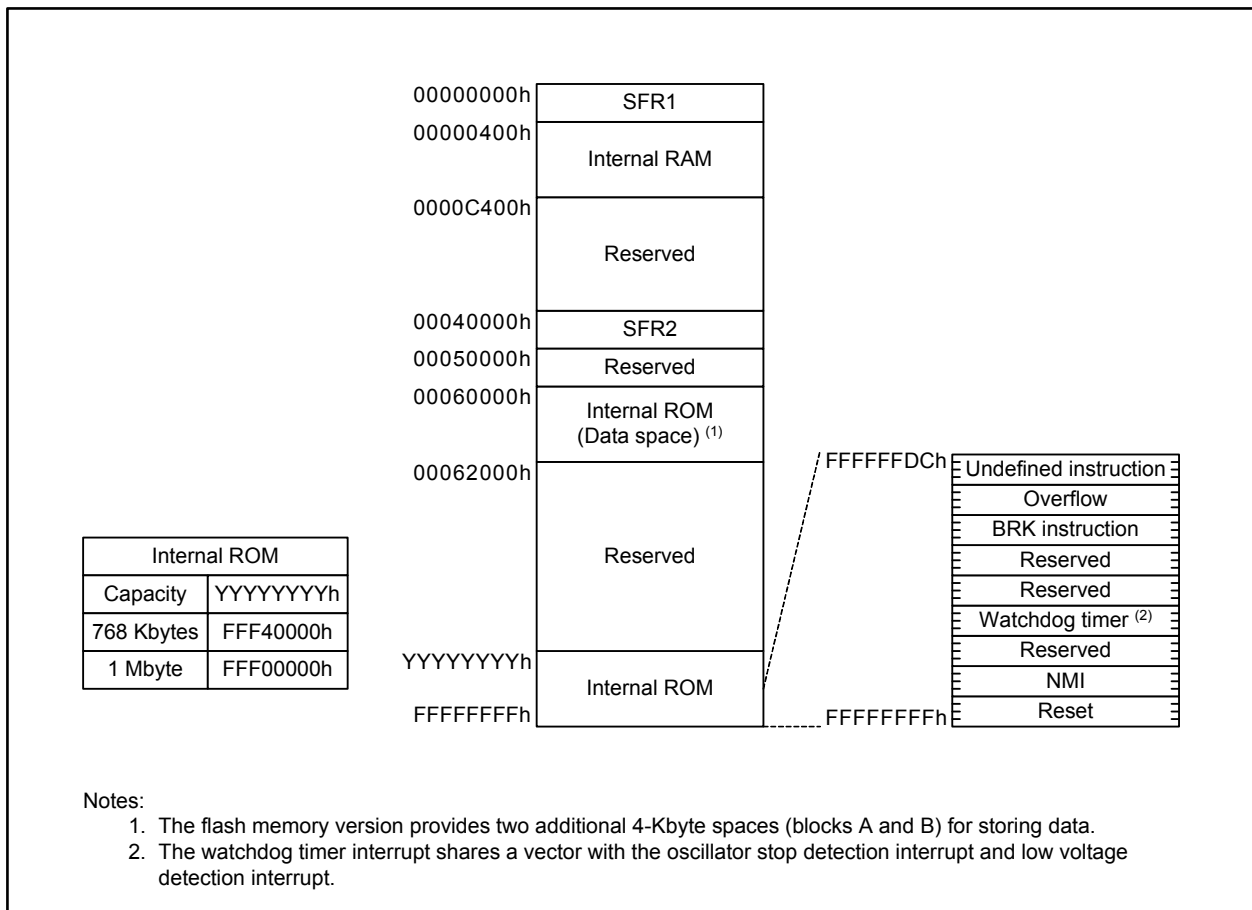 00000000h
SFR1
00000400h
Internal RAM
0000C400h
Reserved
00040000h
SFR2
00050000h
Reserved
00060000h
Internal ROM
(Data space) (1)
00062000h
Reserved
YYYYYYYYh
Internal ROM
FFFFFFFFh
Internal ROM
Capacity YYYYYYYYh
768 Kbytes FFF40000h
1 Mbyte FFF00000h
FFFFFFDCh
Undefined instruction
Overflow
BRK instruction
Reserved
Reserved
Watchdog timer (2)
Reserved
NMI
Reset
FFFFFFFFh
Notes:
1. The flash memory version provides two additional 4-Kbyte spaces (blocks A and B) for storing data.
2. The watchdog timer interrupt shares a vector with the oscillator stop detection interrupt and low voltage
detection interrupt.